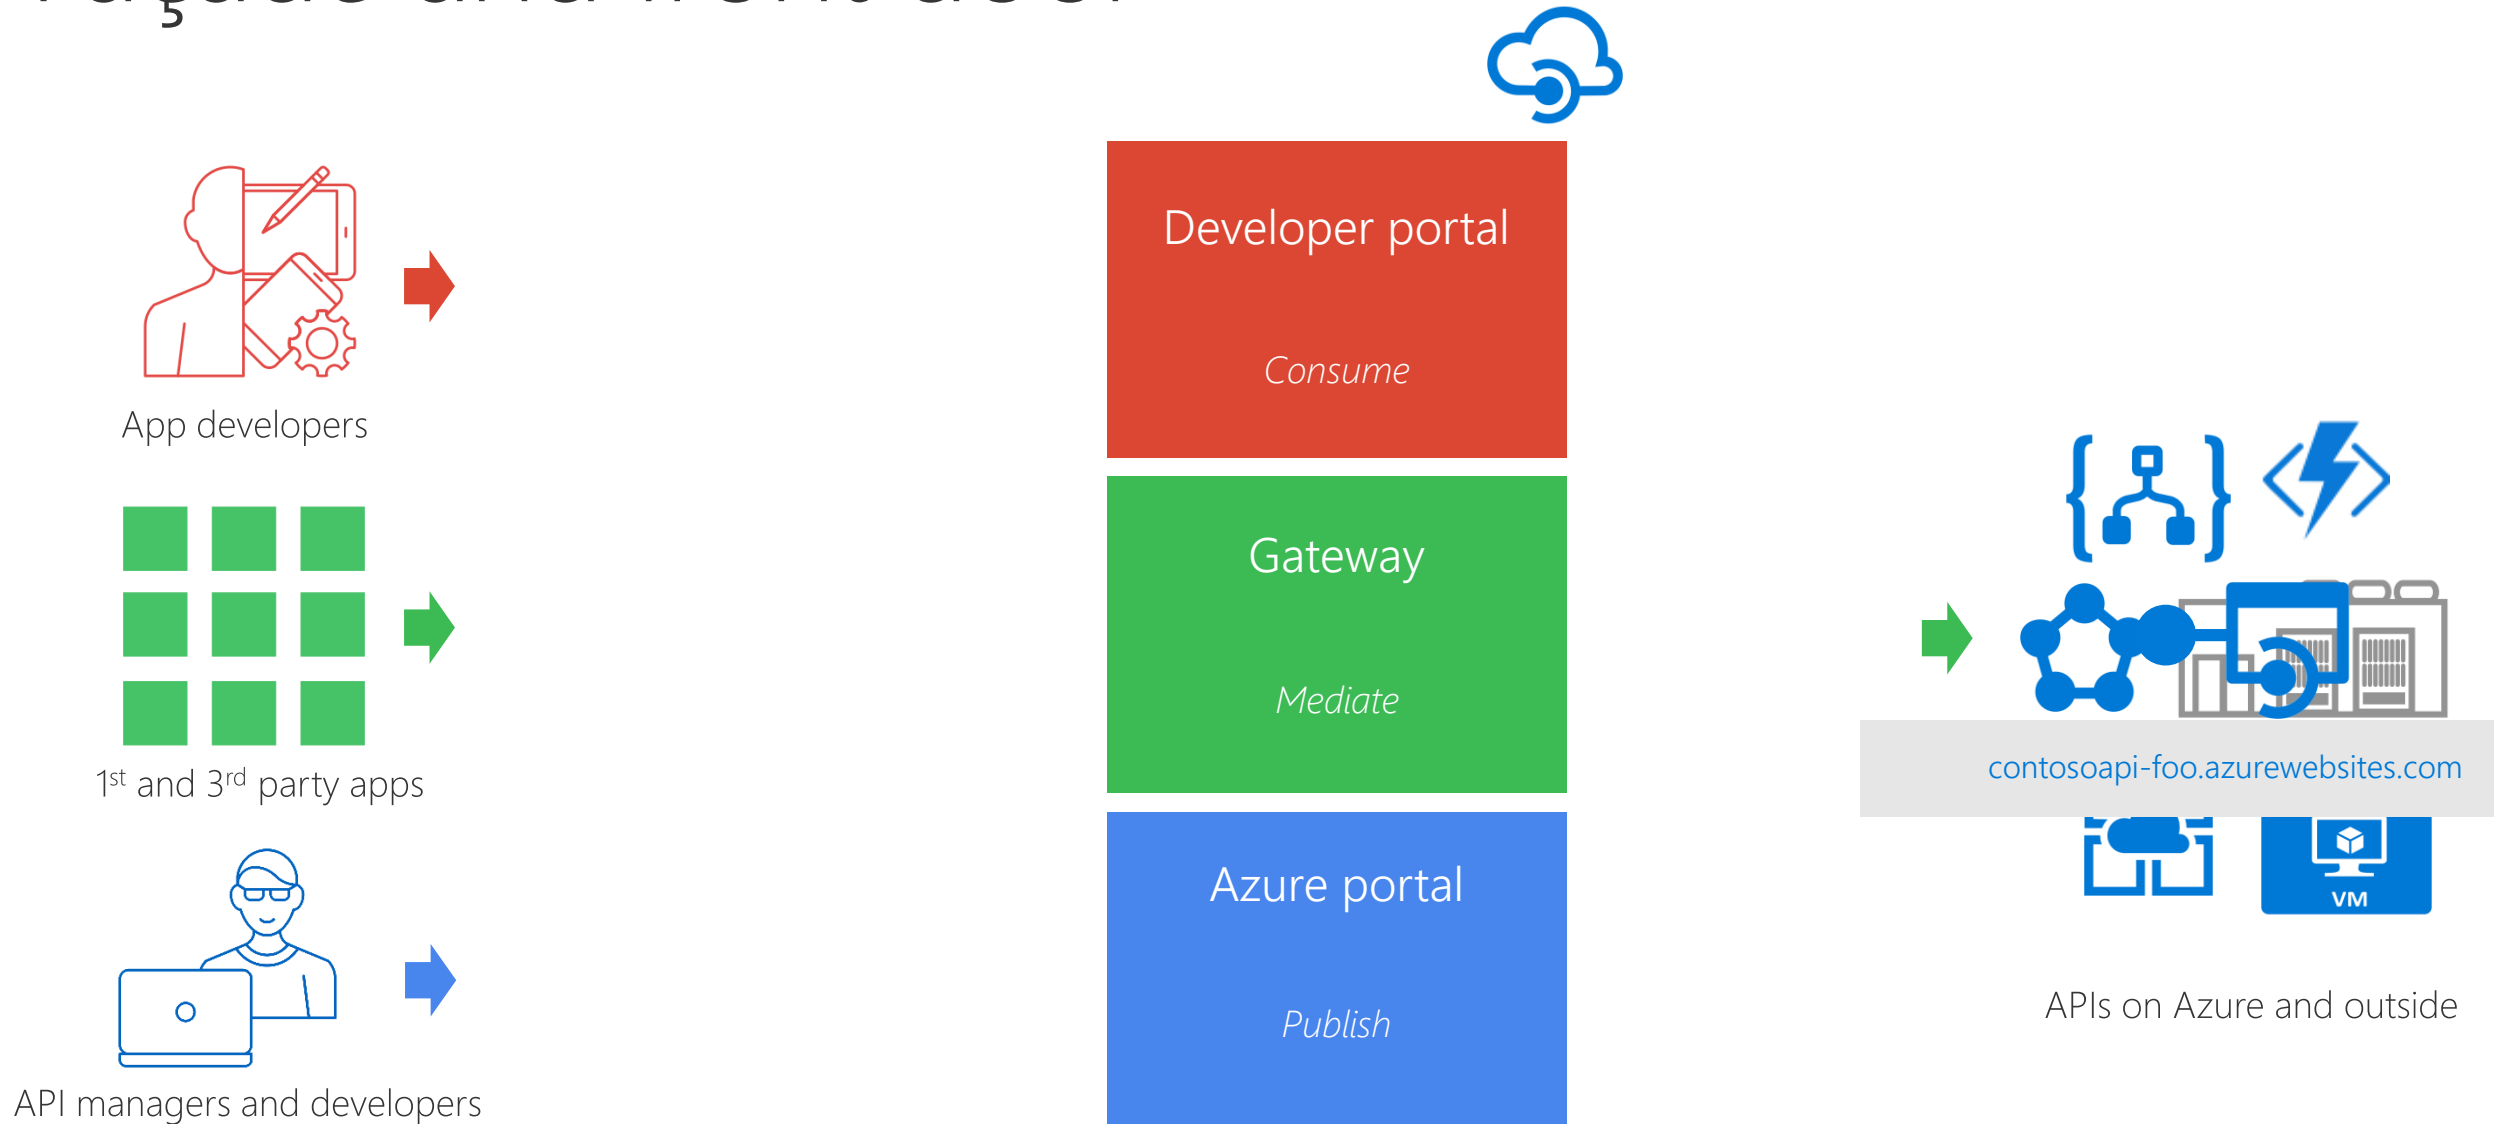 Developer portal
Consume
App developers
Gateway
Mediate
1st and 3rd party apps
contosoapi-foo.azurewebsites.com
Azure portal
VM
Publish
APIs on Azure and outside
API managers and developers